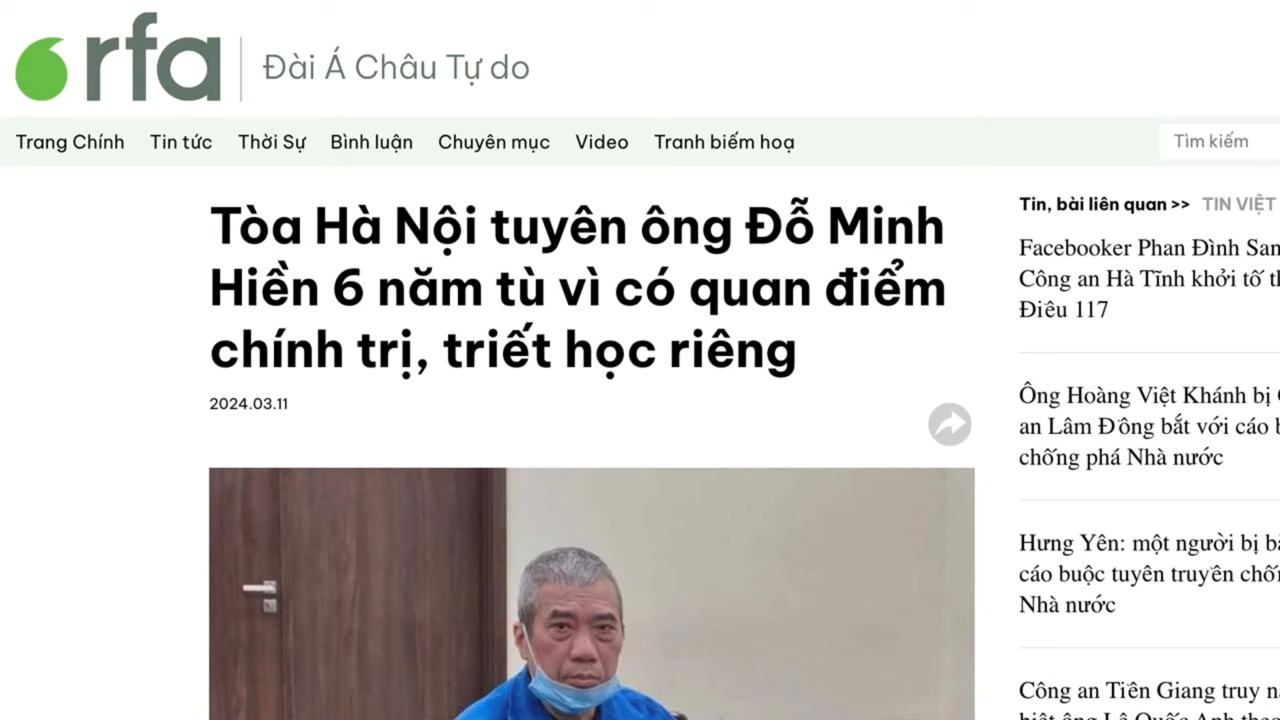 rfa Đài Á Châu Tự do
Trang Chính Tin tức Thời Sự Bình luận Chuyên mục Video Tranh biếm hoạ Tìm kiếm
Tòa Hà Nội tuyên ông Đỗ Minh
Hiền 6 năm tù vì có quan điểm
chính trị, triết học riêng
2024.03.11
Tin, bài liên quan >> TIN VIỆT
Facebooker Phan Đình San
Công an Hà Tĩnh khởi tố
Điều 117
Ông Hoàng Việt Khánh bị
an Lâm Đồng bắt với cáo
chống phá Nhà nước
Hưng Yên: một người bị
cáo buộc tuyên truyền
Nhà nước
Công an Tiền Giang truy